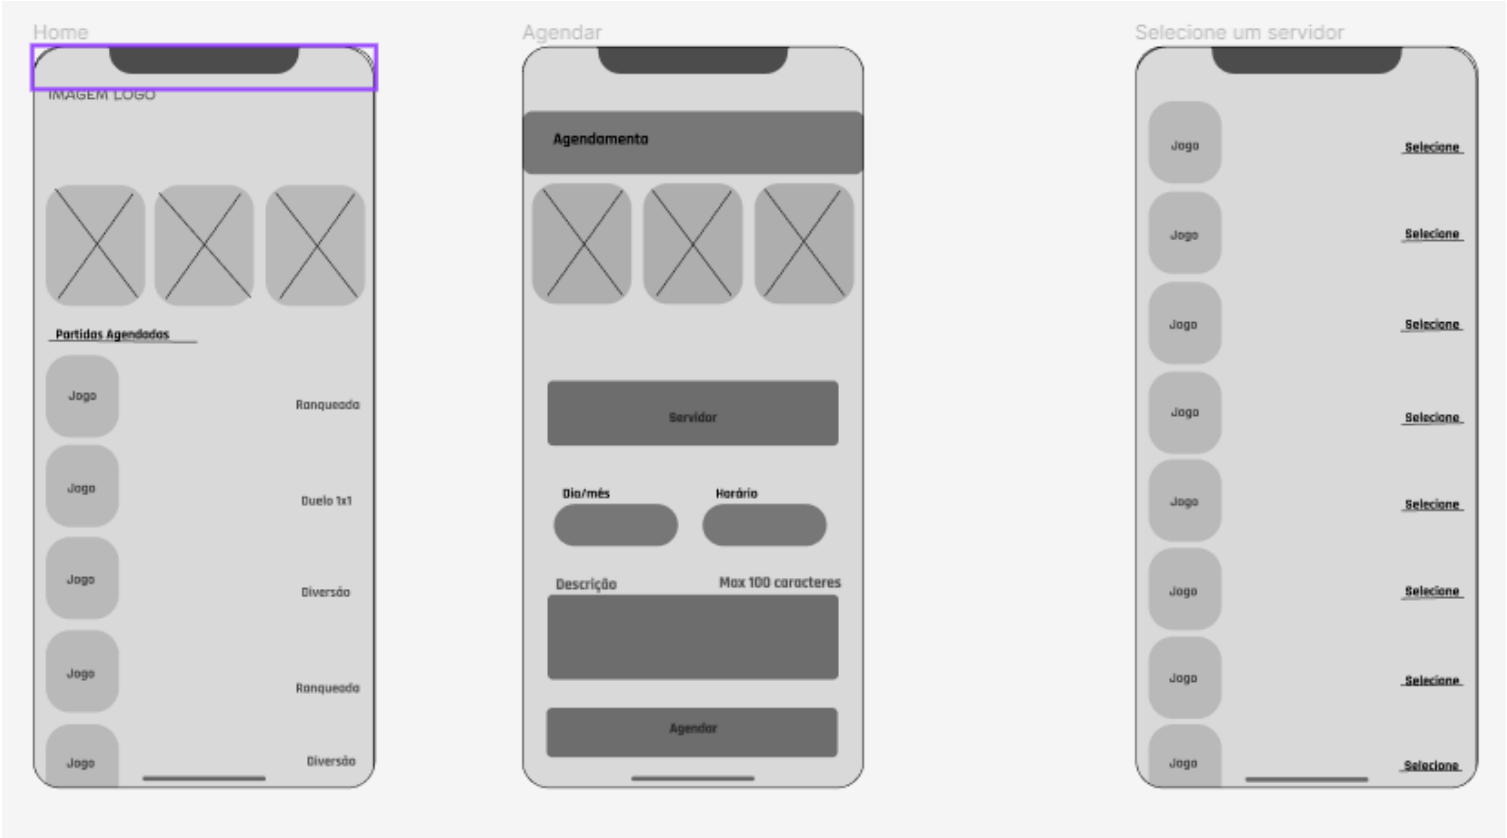 Home
IMAGEM LOGO
Partidas Agendadas
Jogo
Ranqueada
Jogo
Duelo 1x1
Jogo
Diversão
Jogo
Ranqueada
Jogo
Diversão
Agendar
Agendamento
Servidor
Dia/mês
Horário
Descrição
Max 100 caracteres
Agendar
Selecione um servidor
Jogo
Selecione
Jogo
Selecione
Jogo
Selecione
Jogo
Selecione
Jogo
Selecione
Jogo
Selecione
Jogo
Selecione
Jogo
Selecione